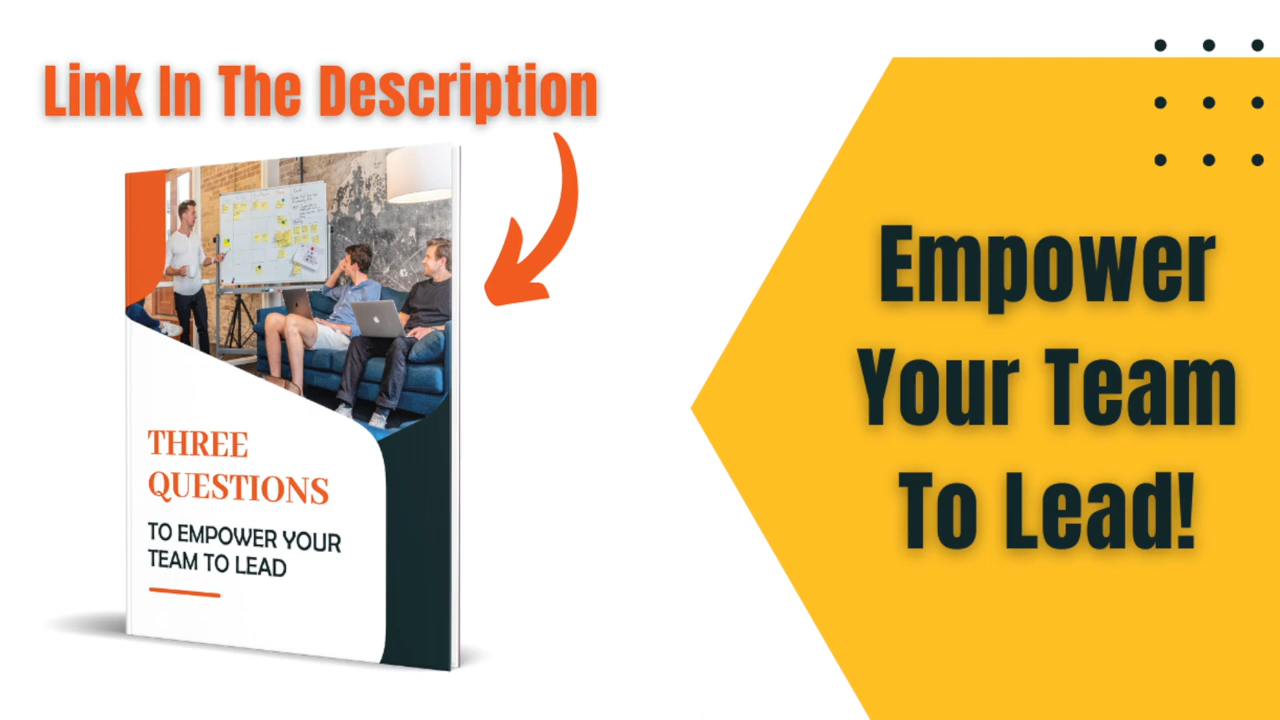 Link In The Description
THREE
QUESTIONS
TO EMPOWER YOUR
TEAM TO LEAD
Empower
Your Team
To Lead!